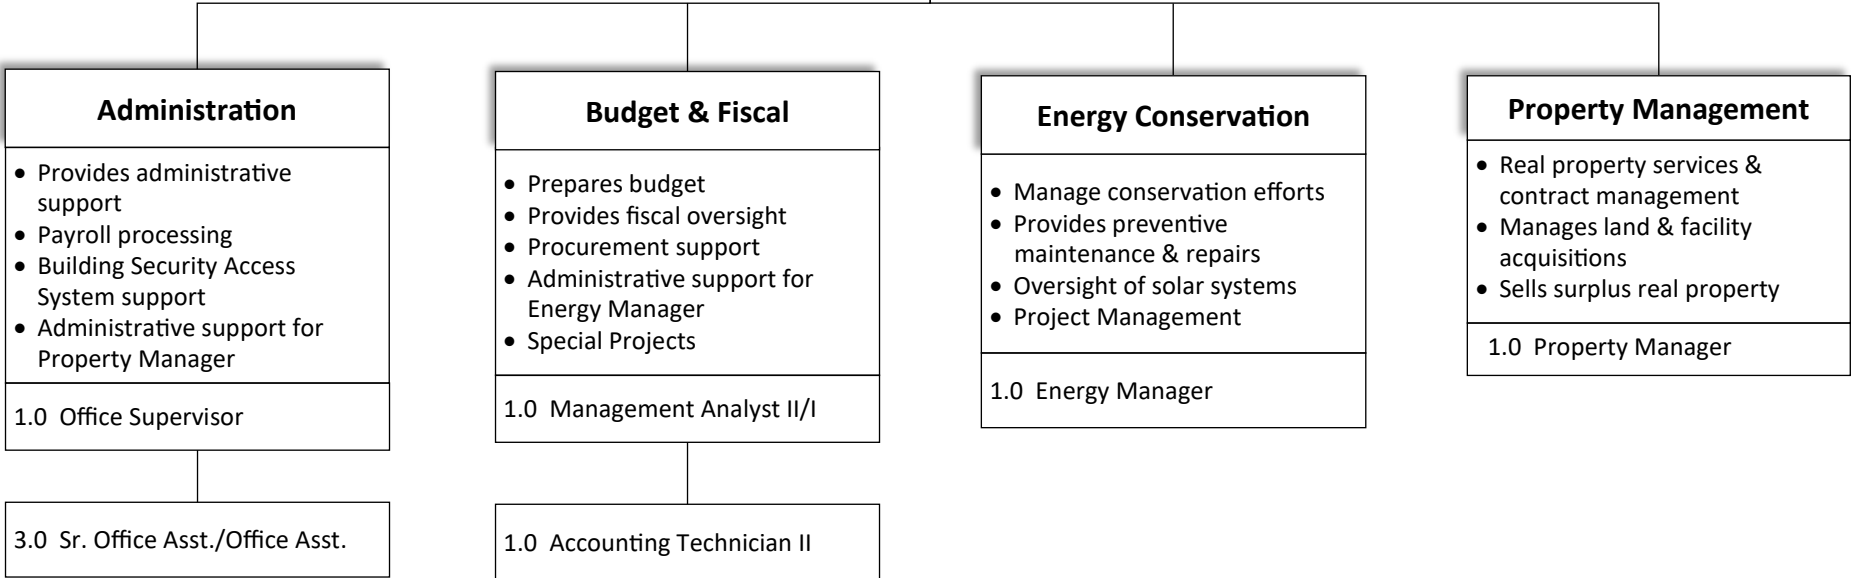 Administration
• Provides administrative
support
• Payroll processing
• Building Security Access
System support
• Administrative support for
Property Manager
1.0 Office Supervisor
3.0 Sr. Office Asst./Office Asst.
Budget & Fiscal
• Prepares budget
• Provides fiscal oversight
• Procurement support
• Administrative support for
Energy Manager
• Special Projects
1.0 Management Analyst II/I
1.0 Accounting Technician II
Energy Conservation
• Manage conservation efforts
• Provides preventive
maintenance & repairs
• Oversight of solar systems
• Project Management
1.0 Energy Manager
Property Management
• Real property services &
contract management
• Manages land & facility
acquisitions
• Sells surplus real property
1.0 Property Manager